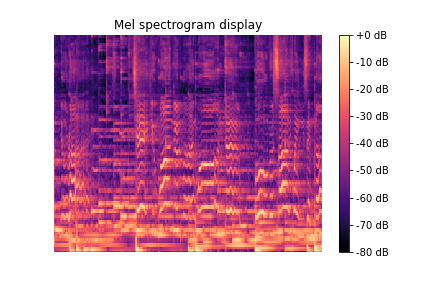 Mel spectrogram display
+0 dB
-10 dB
-20 dB
-30 dB
-40 dB
-50 dB
-60 dB
-70 dB
-80 dB